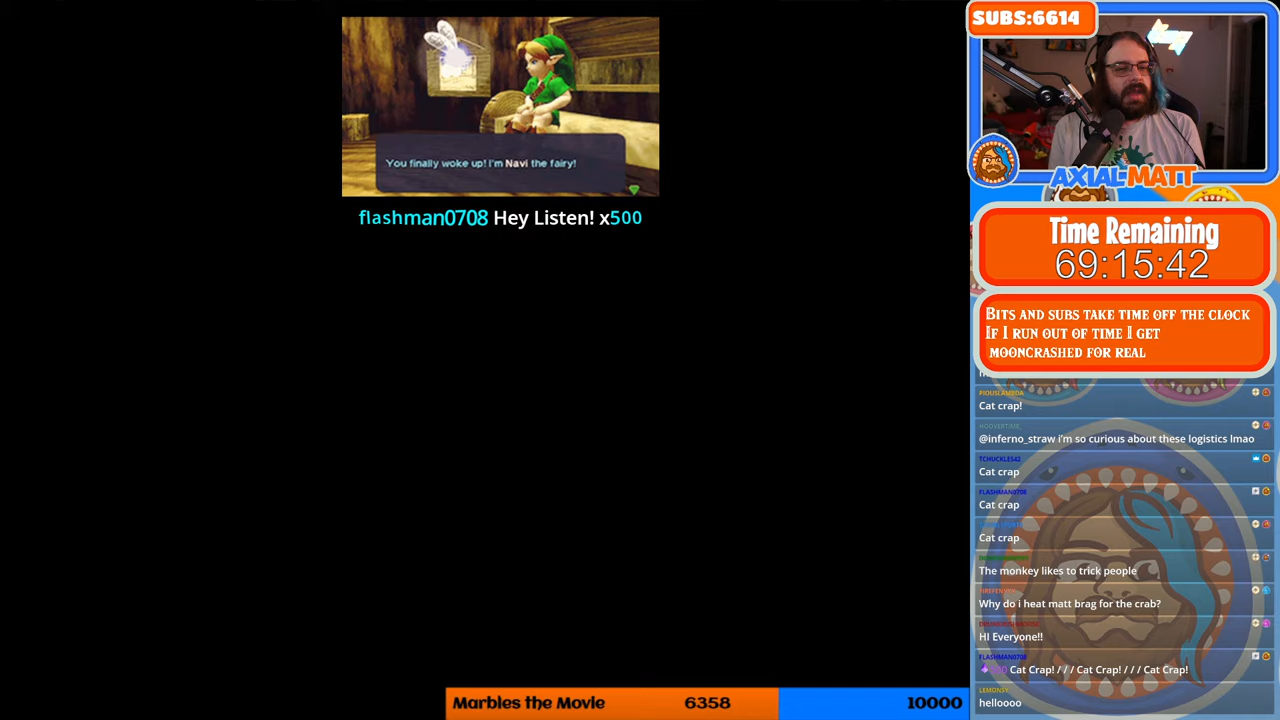 You finally woke up! I'm Navi the fairy!
flashman0708 Hey Listen! x500
SUBS:6614
AXIAL-MATT
Time Remaining
69:15:42
Bits and subs take time off the clock
If I run out of time I get
mooncrashed for real
PIOUSLAMBDA
Cat crap!
HOOVERTIME_
@inferno_straw i'm so curious about these logistics lmao
TCHUCKLES42
Cat crap
FLASHMAN0708
Cat crap
Cat crap
The monkey likes to trick people
Why do i heat matt brag for the crab?
HI Everyone!!
FLASHMAN0708
Cat Crap! / / / Cat Crap! / / / Cat Crap!
LEMONSY
helloooo
Marbles the Movie 6358 10000